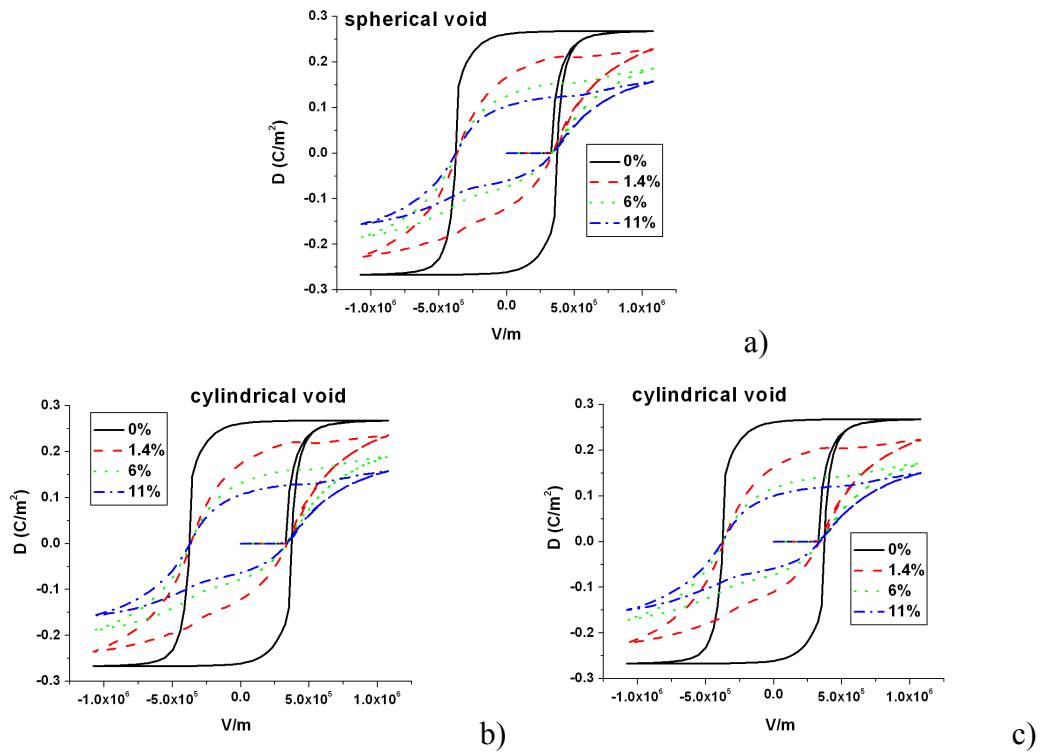 spherical void
0.3
0.2
0.1
0.0
-0.1
-0.2
-0.3
D (C/m²)
0%
1.4%
6%
11%
-1.0x10⁶ -5.0x10⁵ 0.0 5.0x10⁵ 1.0x10⁶
V/m
a)
cylindrical void
0.3
0.2
0.1
0.0
-0.1
-0.2
-0.3
D (C/m²)
0%
1.4%
6%
11%
-1.0x10⁶ -5.0x10⁵ 0.0 5.0x10⁵ 1.0x10⁶
V/m
b)
cylindrical void
0.3
0.2
0.1
0.0
-0.1
-0.2
-0.3
D (C/m²)
0%
1.4%
6%
11%
-1.0x10⁶ -5.0x10⁵ 0.0 5.0x10⁵ 1.0x10⁶
V/m
c)